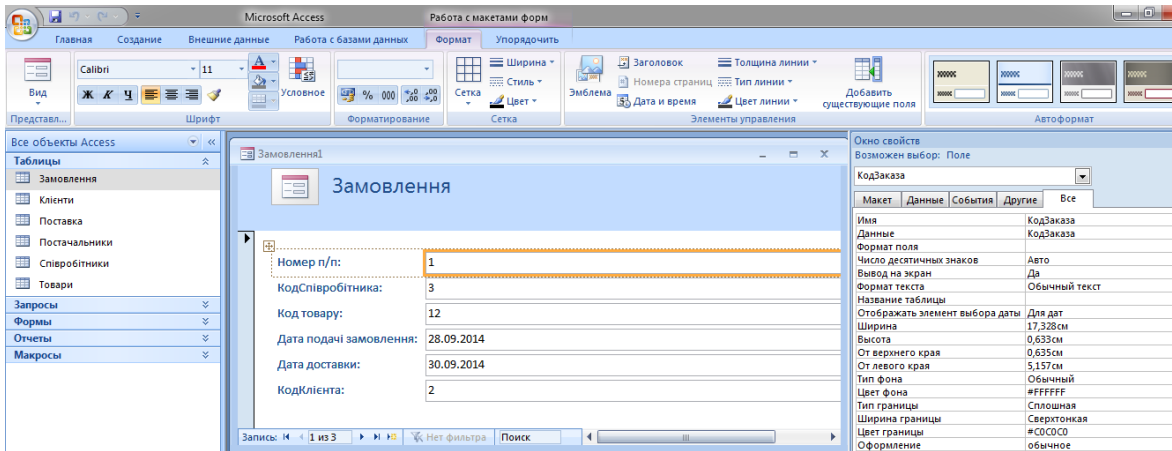 Microsoft Access
Работа с макетами форм
Главная
Создание
Внешние данные
Работа с базами данных
Формат
Упорядочить
Вид
Calibri
11
Ж К Ч
Условное
% 000
Сетка
Ширина
Стиль
Цвет
Эмблема
Заголовок
Номера страниц
Дата и время
Толщина линии
Тип линии
Цвет линии
Добавить
существующие поля
Представл...
Шрифт
Форматирование
Сетка
Элементы управления
Автоформат
Все объекты Access
Таблицы
Замовлення
Клієнти
Поставка
Постачальники
Співробітники
Товари
Запросы
Формы
Отчеты
Макросы
Замовлення1
Замовлення
Номер п/п: 1
КодСпівробітника: 3
Код товару: 12
Дата подачі замовлення: 28.09.2014
Дата доставки: 30.09.2014
КодКлієнта: 2
Запись: 1 из 3 Нет фильтра Поиск
Окно свойств
Возможен выбор: Поле
КодЗаказа
Макет Данные События Другие Все
Имя КодЗаказа
Данные КодЗаказа
Формат поля
Число десятичных знаков Авто
Вывод на экран Да
Формат текста Обычный текст
Название таблицы
Отображать элемент выбора даты Для дат
Ширина 17,328см
Высота 0,633см
От верхнего края 0,635см
От левого края 5,157см
Тип фона Обычный
Цвет фона #FFFFFF
Тип границы Сплошная
Ширина границы Сверхтонкая
Цвет границы #C0C0C0
Оформление обычное